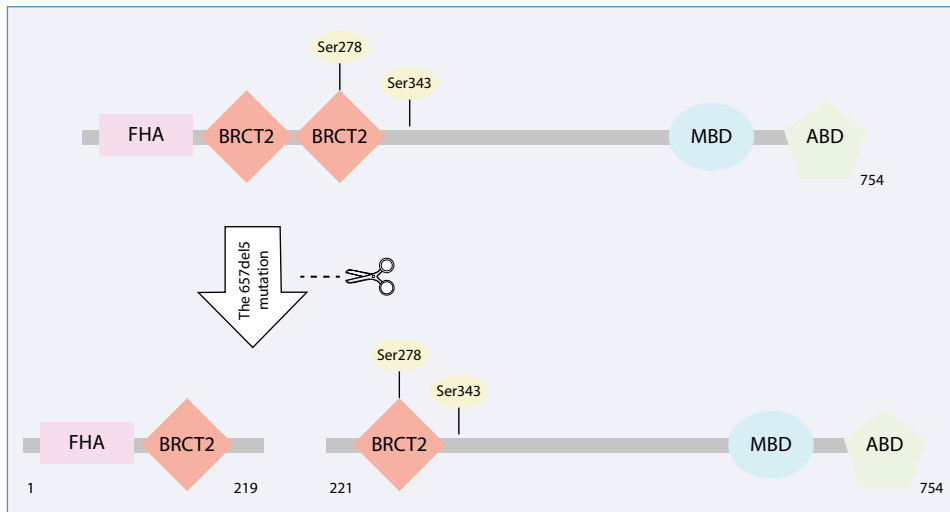 Ser278
Ser343
FHA
BRCT2
BRCT2
MBD
ABD
754
The 657del5
mutation
Ser278
Ser343
FHA
BRCT2
BRCT2
MBD
ABD
1
219
221
754